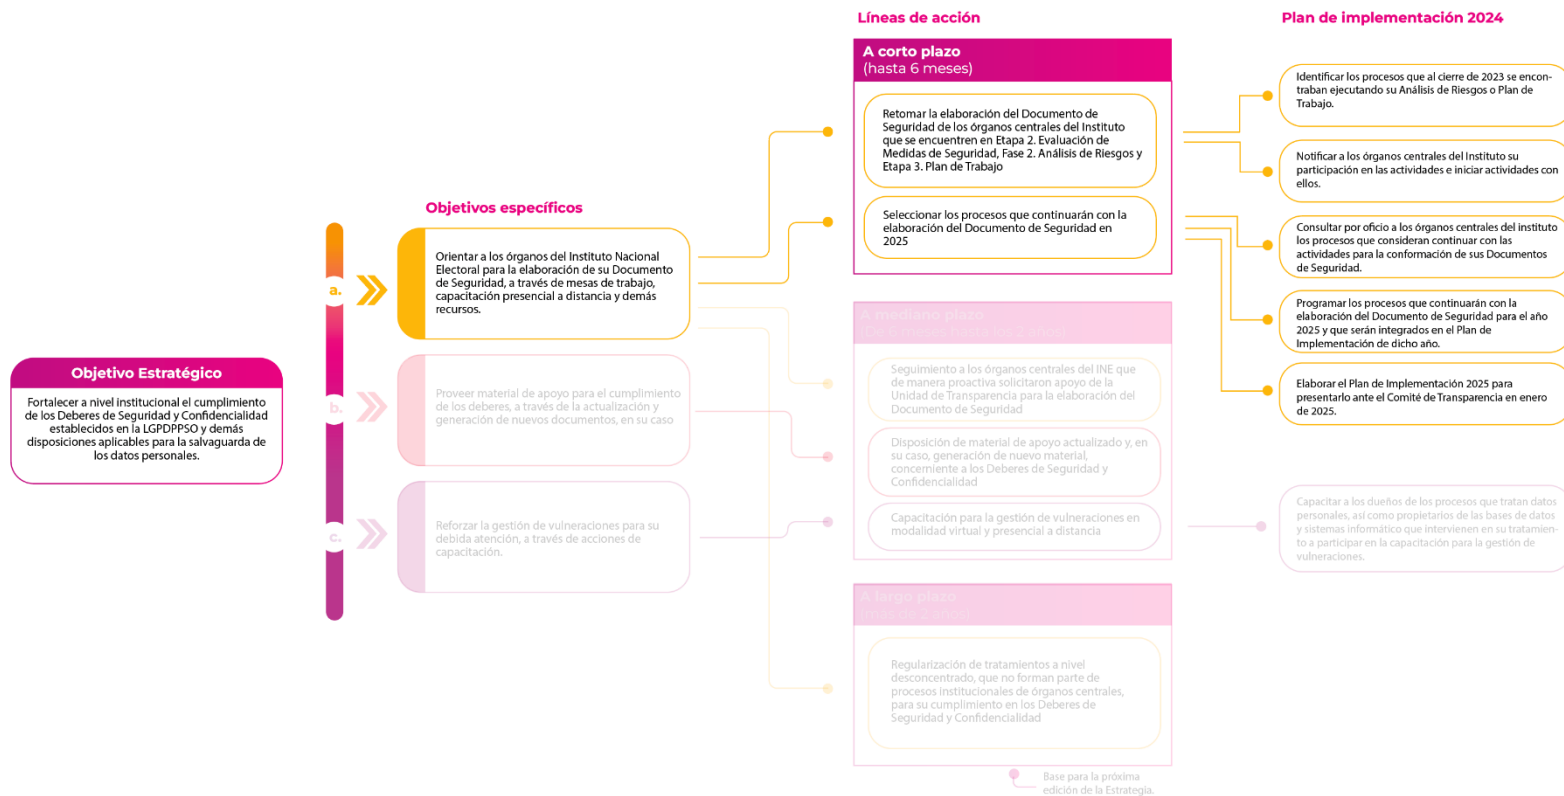 Líneas de acción
Plan de implementación 2024
Objetivo Estratégico
Fortalecer a nivel institucional el cumplimiento
de los Deberes de Seguridad y Confidencialidad
establecidos en la LGPDPPSO y demás
disposiciones aplicables para la salvaguarda de
los datos personales.
Objetivos específicos
a.
Orientar a los órganos del Instituto Nacional
Electoral para la elaboración de su Documento
de Seguridad, a través de mesas de trabajo,
capacitación presencial a distancia y demás
recursos.
b.
Proveer material de apoyo para el cumplimiento
de los deberes, a través de la actualización y
generación de nuevos documentos, en su caso
c.
Reforzar la gestión de vulneraciones para su
debida atención, a través de acciones de
capacitación.
A corto plazo
(hasta 6 meses)
Retomar la elaboración del Documento de
Seguridad de los órganos centrales del Instituto
que se encuentren en Etapa 2. Evaluación de
Medidas de Seguridad, Fase 2. Análisis de Riesgos y
Etapa 3. Plan de Trabajo
Seleccionar los procesos que continuarán con la
elaboración del Documento de Seguridad en
2025
A mediano plazo
(De 6 meses hasta los 2 años)
Seguimiento a los órganos centrales del INE que
de manera proactiva solicitaron apoyo de la
Unidad de Transparencia para la elaboración del
Documento de Seguridad
Disposición de material de apoyo actualizado y, en
su caso, generación de nuevo material,
concerniente a los Deberes de Seguridad y
Confidencialidad
Capacitación para la gestión de vulneraciones en
modalidad virtual y presencial a distancia
A largo plazo
(más de 2 años)
Regularización de tratamientos a nivel
desconcentrado, que no forman parte de
procesos institucionales de órganos centrales,
para su cumplimiento en los Deberes de
Seguridad y Confidencialidad
Base para la próxima
edición de la Estrategia.
Identificar los procesos que al cierre de 2023 se encon-
traban ejecutando su Análisis de Riesgos o Plan de
Trabajo.
Notificar a los órganos centrales del Instituto su
participación en las actividades e iniciar actividades con
ellos.
Consultar por oficio a los órganos centrales del instituto
los procesos que consideran continuar con las
actividades para la conformación de sus Documentos
de Seguridad.
Programar los procesos que continuarán con la
elaboración del Documento de Seguridad para el año
2025 y que serán integrados en el Plan de
Implementación de dicho año.
Elaborar el Plan de Implementación 2025 para
presentarlo ante el Comité de Transparencia en enero
de 2025.
Capacitar a los dueños de los procesos que tratan datos
personales, así como propietarios de las bases de datos
y sistemas informático que intervienen en su tratamien-
to a participar en la capacitación para la gestión de
vulneraciones.